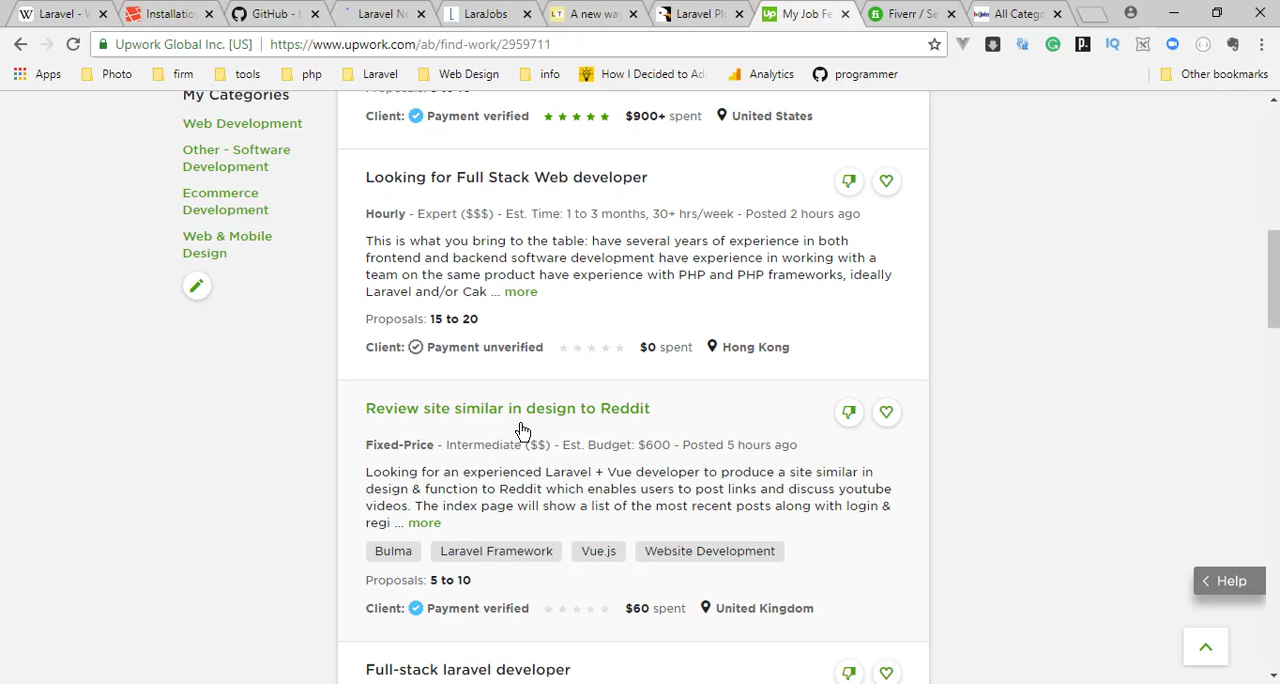 Laravel - W
Installatio
GitHub - L
Laravel Ne
LaraJobs
A new way
Laravel Plu
My Job Fe
Fiverr / Se
All Catego
Upwork Global Inc. [US]
https://www.upwork.com/ab/find-work/2959711
Apps
Photo
firm
tools
php
Laravel
Web Design
info
How I Decided to Ad
Analytics
programmer
Other bookmarks
My Categories
Web Development
Other - Software
Development
Ecommerce
Development
Web & Mobile
Design
Client: Payment verified $900+ spent United States
Looking for Full Stack Web developer
Hourly - Expert ($$$) - Est. Time: 1 to 3 months, 30+ hrs/week - Posted 2 hours ago
This is what you bring to the table: have several years of experience in both
frontend and backend software development have experience in working with a
team on the same product have experience with PHP and PHP frameworks, ideally
Laravel and/or Cak ... more
Proposals: 15 to 20
Client: Payment unverified $0 spent Hong Kong
Review site similar in design to Reddit
Fixed-Price - Intermediate ($$) - Est. Budget: $600 - Posted 5 hours ago
Looking for an experienced Laravel + Vue developer to produce a site similar in
design & function to Reddit which enables users to post links and discuss youtube
videos. The index page will show a list of the most recent posts along with login &
regi ... more
Bulma
Laravel Framework
Vue.js
Website Development
Proposals: 5 to 10
Client: Payment verified $60 spent United Kingdom
Full-stack laravel developer
Help